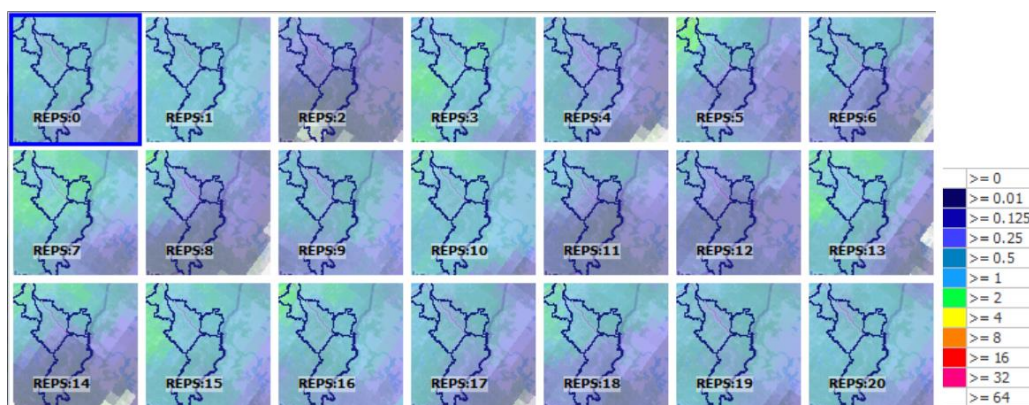 REPS:0
REPS:1
REPS:2
REPS:3
REPS:4
REPS:5
REPS:6
REPS:7
REPS:8
REPS:9
REPS:10
REPS:11
REPS:12
REPS:13
REPS:14
REPS:15
REPS:16
REPS:17
REPS:18
REPS:19
REPS:20
>= 0
>= 0.01
>= 0.125
>= 0.25
>= 0.5
>= 1
>= 2
>= 4
>= 8
>= 16
>= 32
>= 64